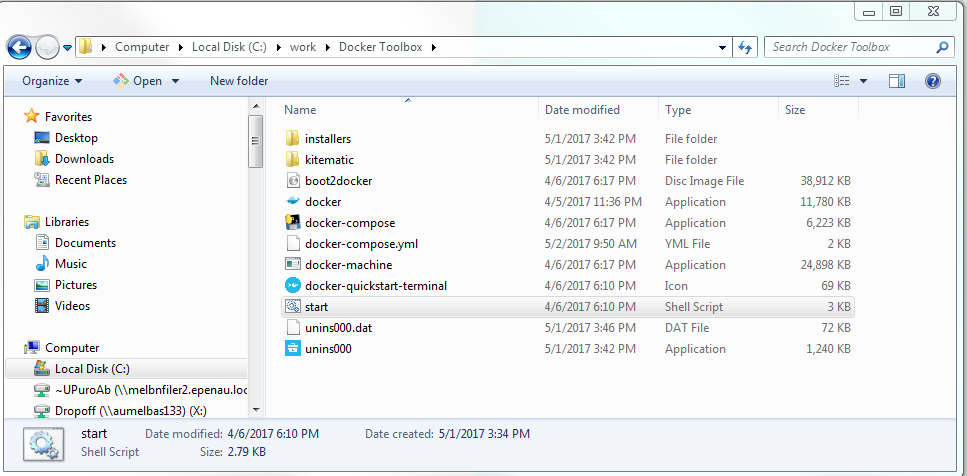 Computer ▸ Local Disk (C:) ▸ work ▸ Docker Toolbox ▸ Search Docker Toolbox
Organize Open New folder
Favorites
Desktop
Downloads
Recent Places
Libraries
Documents
Music
Pictures
Videos
Computer
Local Disk (C:)
~UPuroAb (\\melbnfiler2.epenau.loc
Dropoff (\\aumelbas133) (X:)
Name Date modified Type Size
installers 5/1/2017 3:42 PM File folder
kitematic 5/1/2017 3:42 PM File folder
boot2docker 4/6/2017 6:17 PM Disc Image File 38,912 KB
docker 4/5/2017 11:36 PM Application 11,780 KB
docker-compose 4/6/2017 6:17 PM Application 6,223 KB
docker-compose.yml 5/2/2017 9:50 AM YML File 2 KB
docker-machine 4/6/2017 6:17 PM Application 24,898 KB
docker-quickstart-terminal 4/6/2017 6:10 PM Icon 69 KB
start 4/6/2017 6:10 PM Shell Script 3 KB
unins000.dat 5/1/2017 3:46 PM DAT File 72 KB
unins000 5/1/2017 3:42 PM Application 1,240 KB
start Date modified: 4/6/2017 6:10 PM Date created: 5/1/2017 3:34 PM
Shell Script Size: 2.79 KB